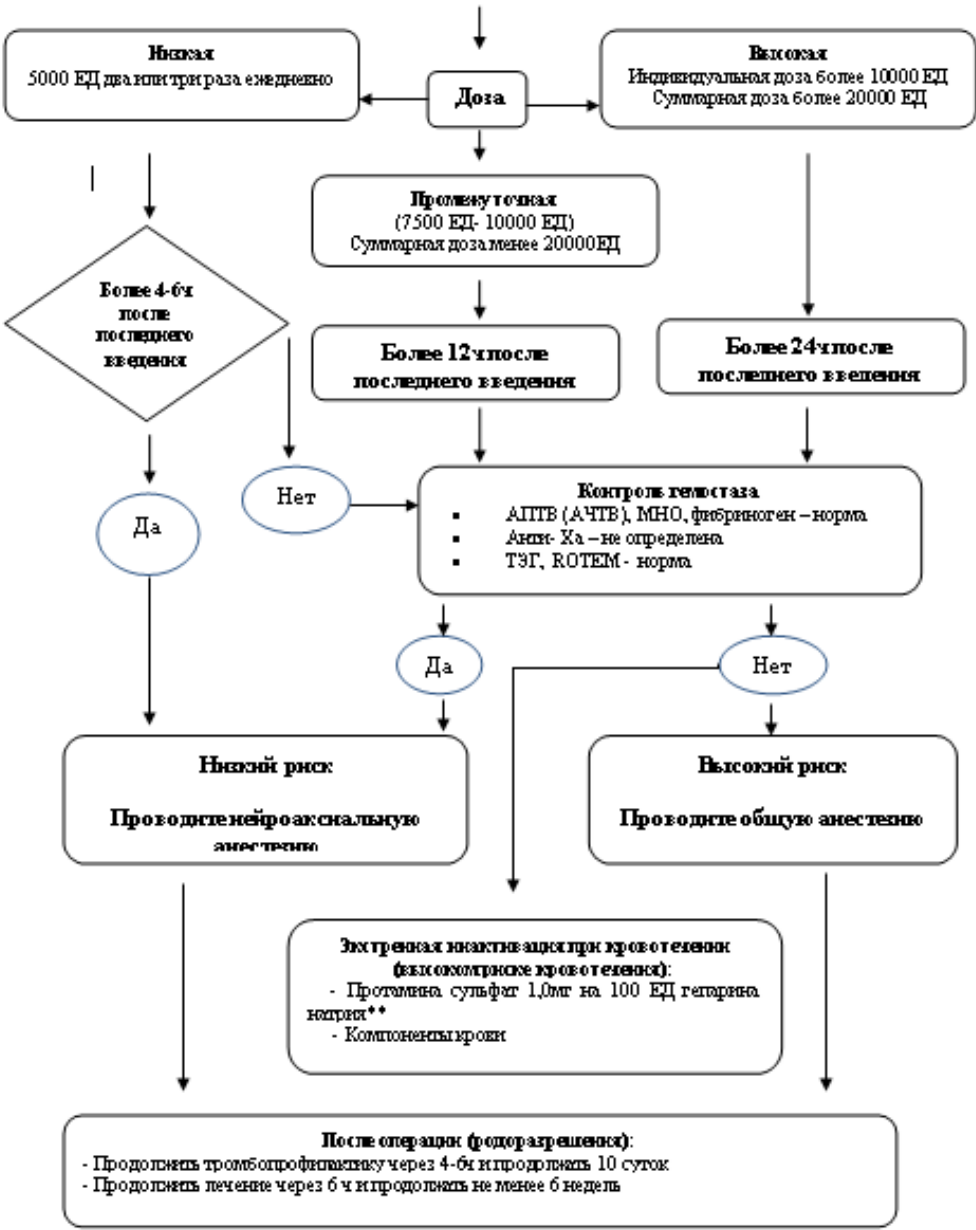 Низкая
5000 ЕД два или три раза ежедневно
Доза
Высокая
Индивидуальная доза более 10000 ЕД
Суммарная доза более 20000 ЕД
Промежуточная
(7500 ЕД- 10000 ЕД)
Суммарная доза менее 20000ЕД
Более 4-6ч
после
последнего
введения
Более 12ч после
последнего введения
Более 24ч после
последнего введения
Да
Нет
Контроль гемостаза
▪ АПТВ (АЧТВ), МНО, фибриноген – норма
▪ Анти- Ха – не определена
▪ ТЭГ, ROTEM - норма
Да
Нет
Низкий риск:
Проводите нейроаксиальную
анестезию
Высокий риск:
Проводите общую анестезию
Экстренная инактивация при кровотечении
(высоком риске кровотечения):
- Протамина сульфат 1,0мг на 100 ЕД гепарина
натрия**
- Компоненты крови
После операции (родоразрешения):
- Продолжить тромбопрофилактику через 4-6ч и продолжать 10 суток
- Продолжить лечение через 6 ч и продолжать не менее 6 недель